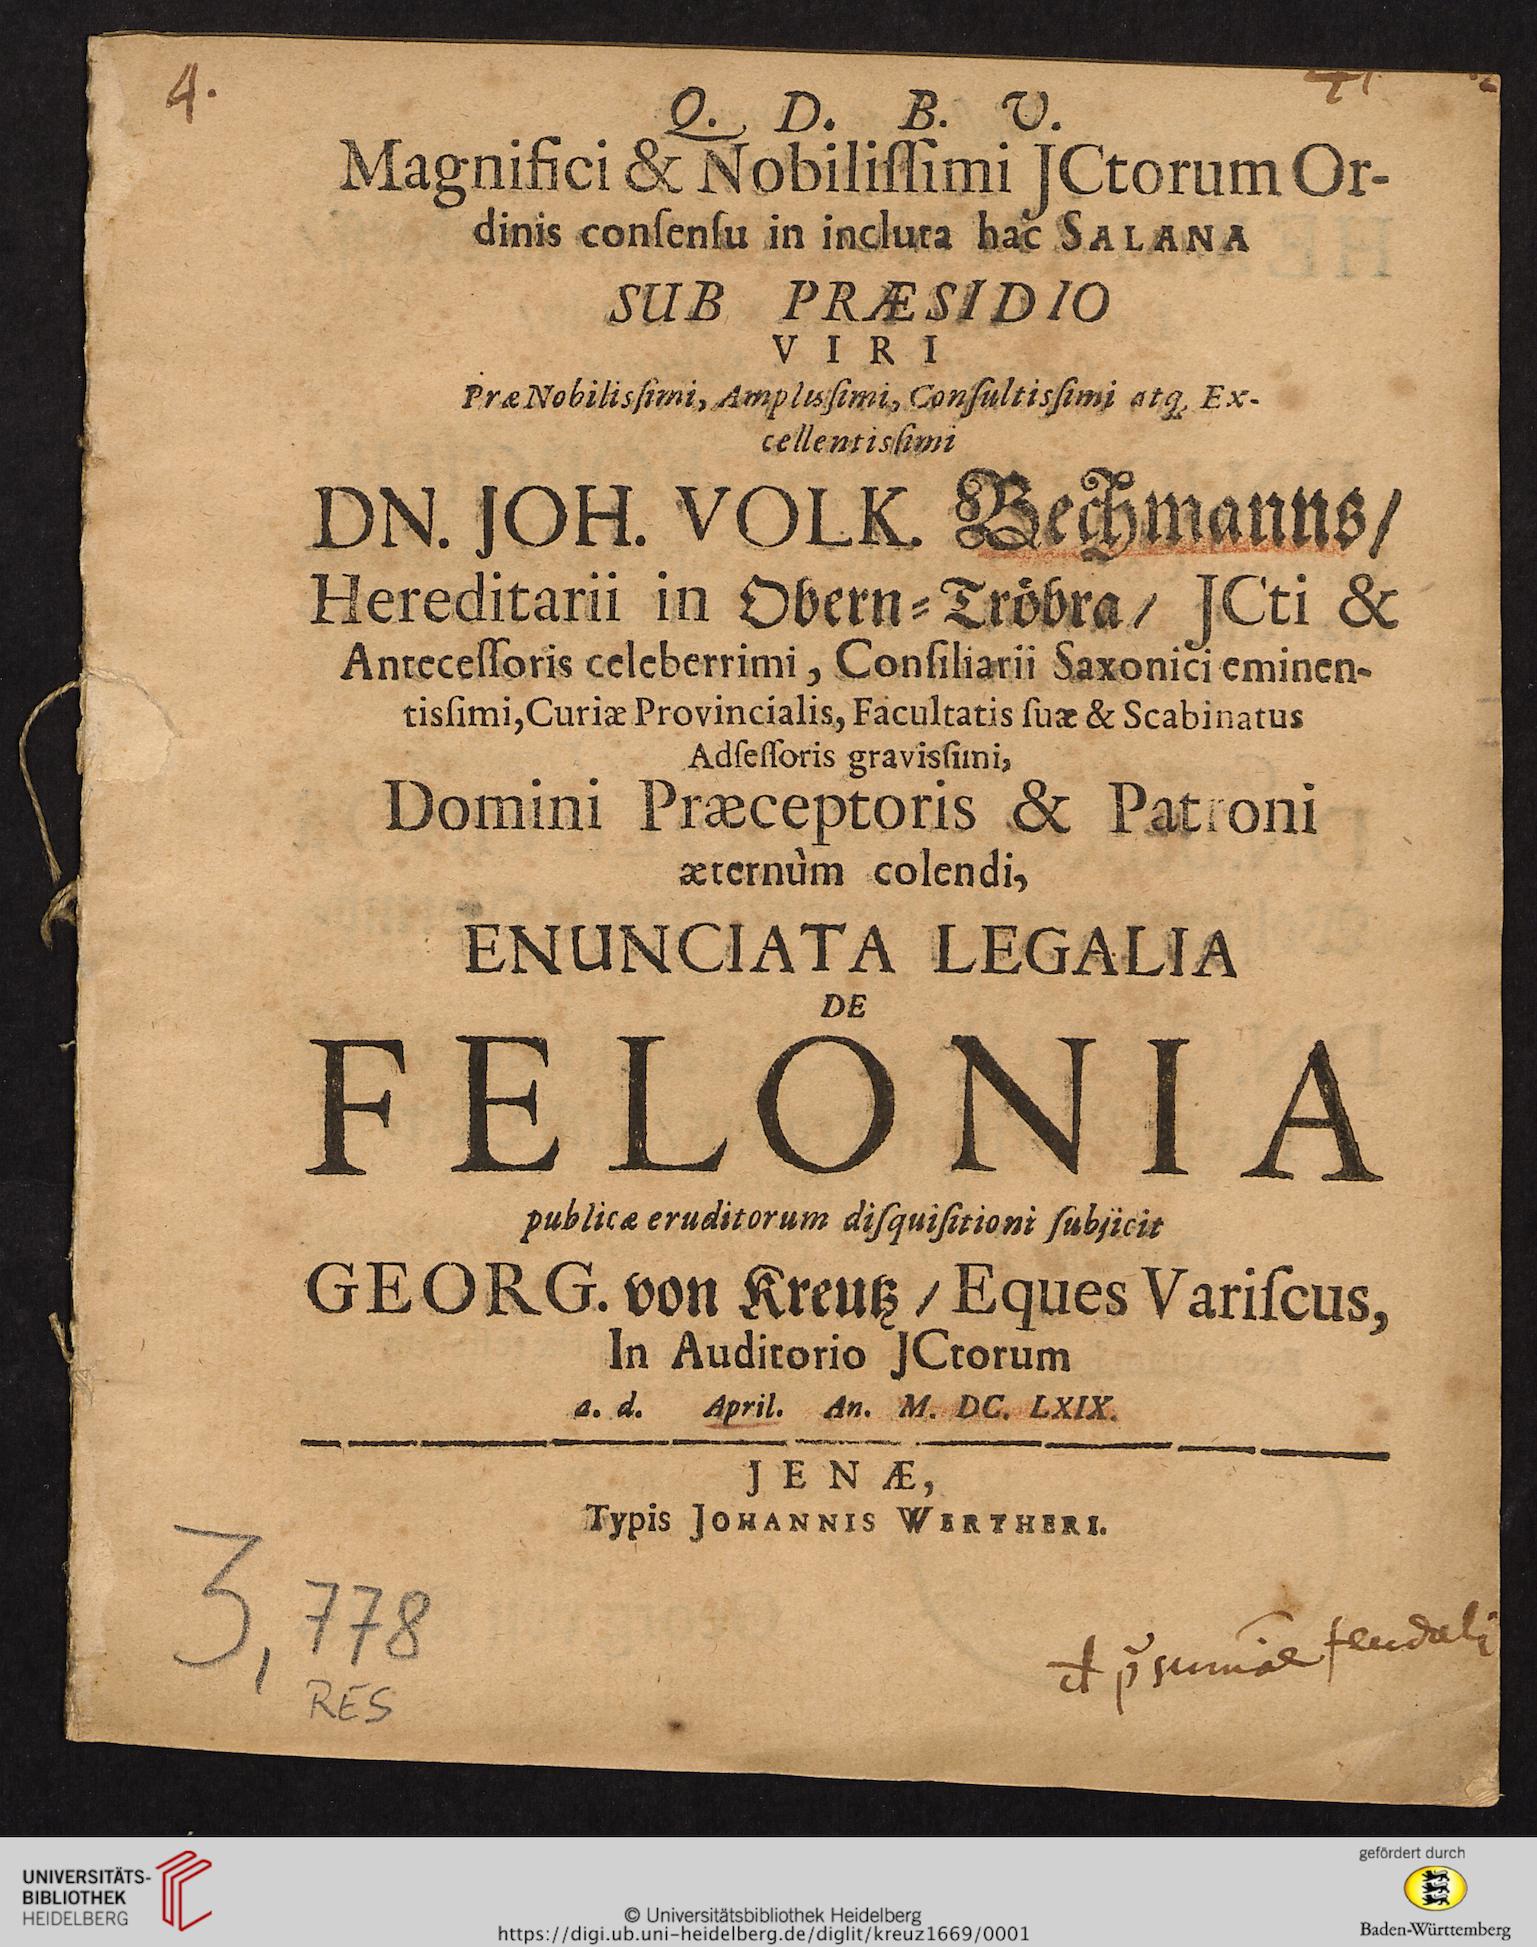 4.
Q. D. B. V.
Magnifici & Nobiliſſimi JCtorum Or-
dinis conſenſu in incluta hac SALANA
SUB PRÆSIDIO
VIRI
PræNobilisſimi, Amplisſimi, Conſultisſimi atq; Ex-
cellentisſimi
DN. JOH. VOLK. Bechmanns/
Hereditarii in Obern-Tröbra/ JCti &
Anteceſſoris celeberrimi, Conſiliarii Saxonici eminen-
tisſimi, Curiæ Provincialis, Facultatis ſuæ & Scabinatus
Adſeſſoris gravisſimi,
Domini Præceptoris & Patroni
æternùm colendi,
ENUNCIATA LEGALIA
DE
FELONIA
publicæ eruditorum diſquiſitioni ſubjicit
GEORG. von Kreutz/ Eques Variſcus,
In Auditorio JCtorum
a. d. April. An. M. DC. LXIX.
JENÆ,
Typis JOHANNIS WERTHERI.
3,778
RES
feudali
UNIVERSITÄTS-
BIBLIOTHEK
HEIDELBERG
© Universitätsbibliothek Heidelberg
https://digi.ub.uni-heidelberg.de/diglit/kreuz1669/0001
gefördert durch
Baden-Württemberg